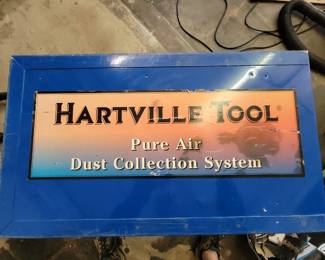 HARTVILLE TOOL®
Pure Air
Dust Collection System